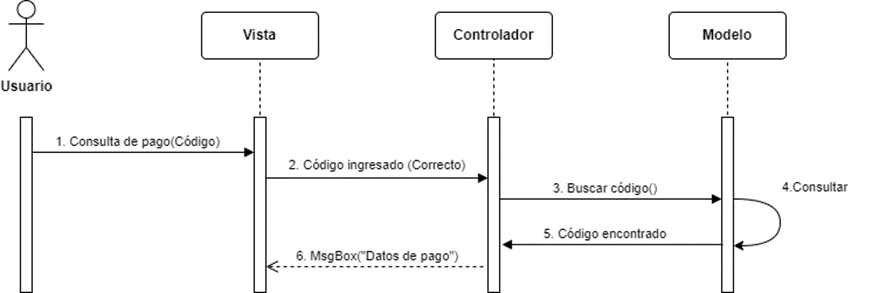 Vista
Controlador
Modelo
Usuario
1. Consulta de pago(Código)
2. Código ingresado (Correcto)
3. Buscar código()
4.Consultar
5. Código encontrado
6. MsgBox("Datos de pago")